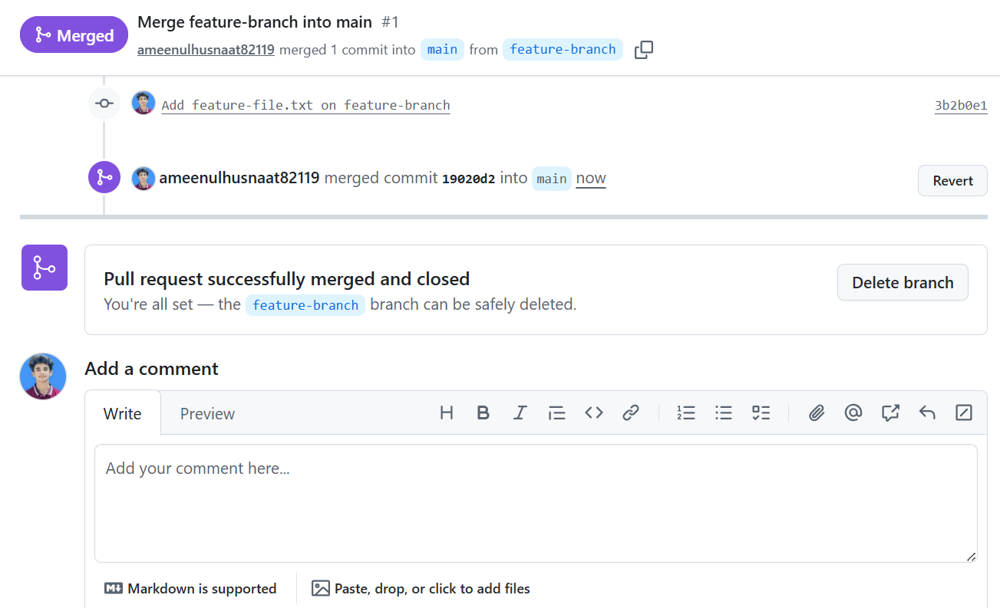 Merged
Merge feature-branch into main #1
ameenulhusnaat82119 merged 1 commit into main from feature-branch
Add feature-file.txt on feature-branch 3b2b0e1
ameenulhusnaat82119 merged commit 19020d2 into main now
Revert
Pull request successfully merged and closed
You're all set — the feature-branch branch can be safely deleted.
Delete branch
Add a comment
Write Preview
Add your comment here...
Markdown is supported
Paste, drop, or click to add files